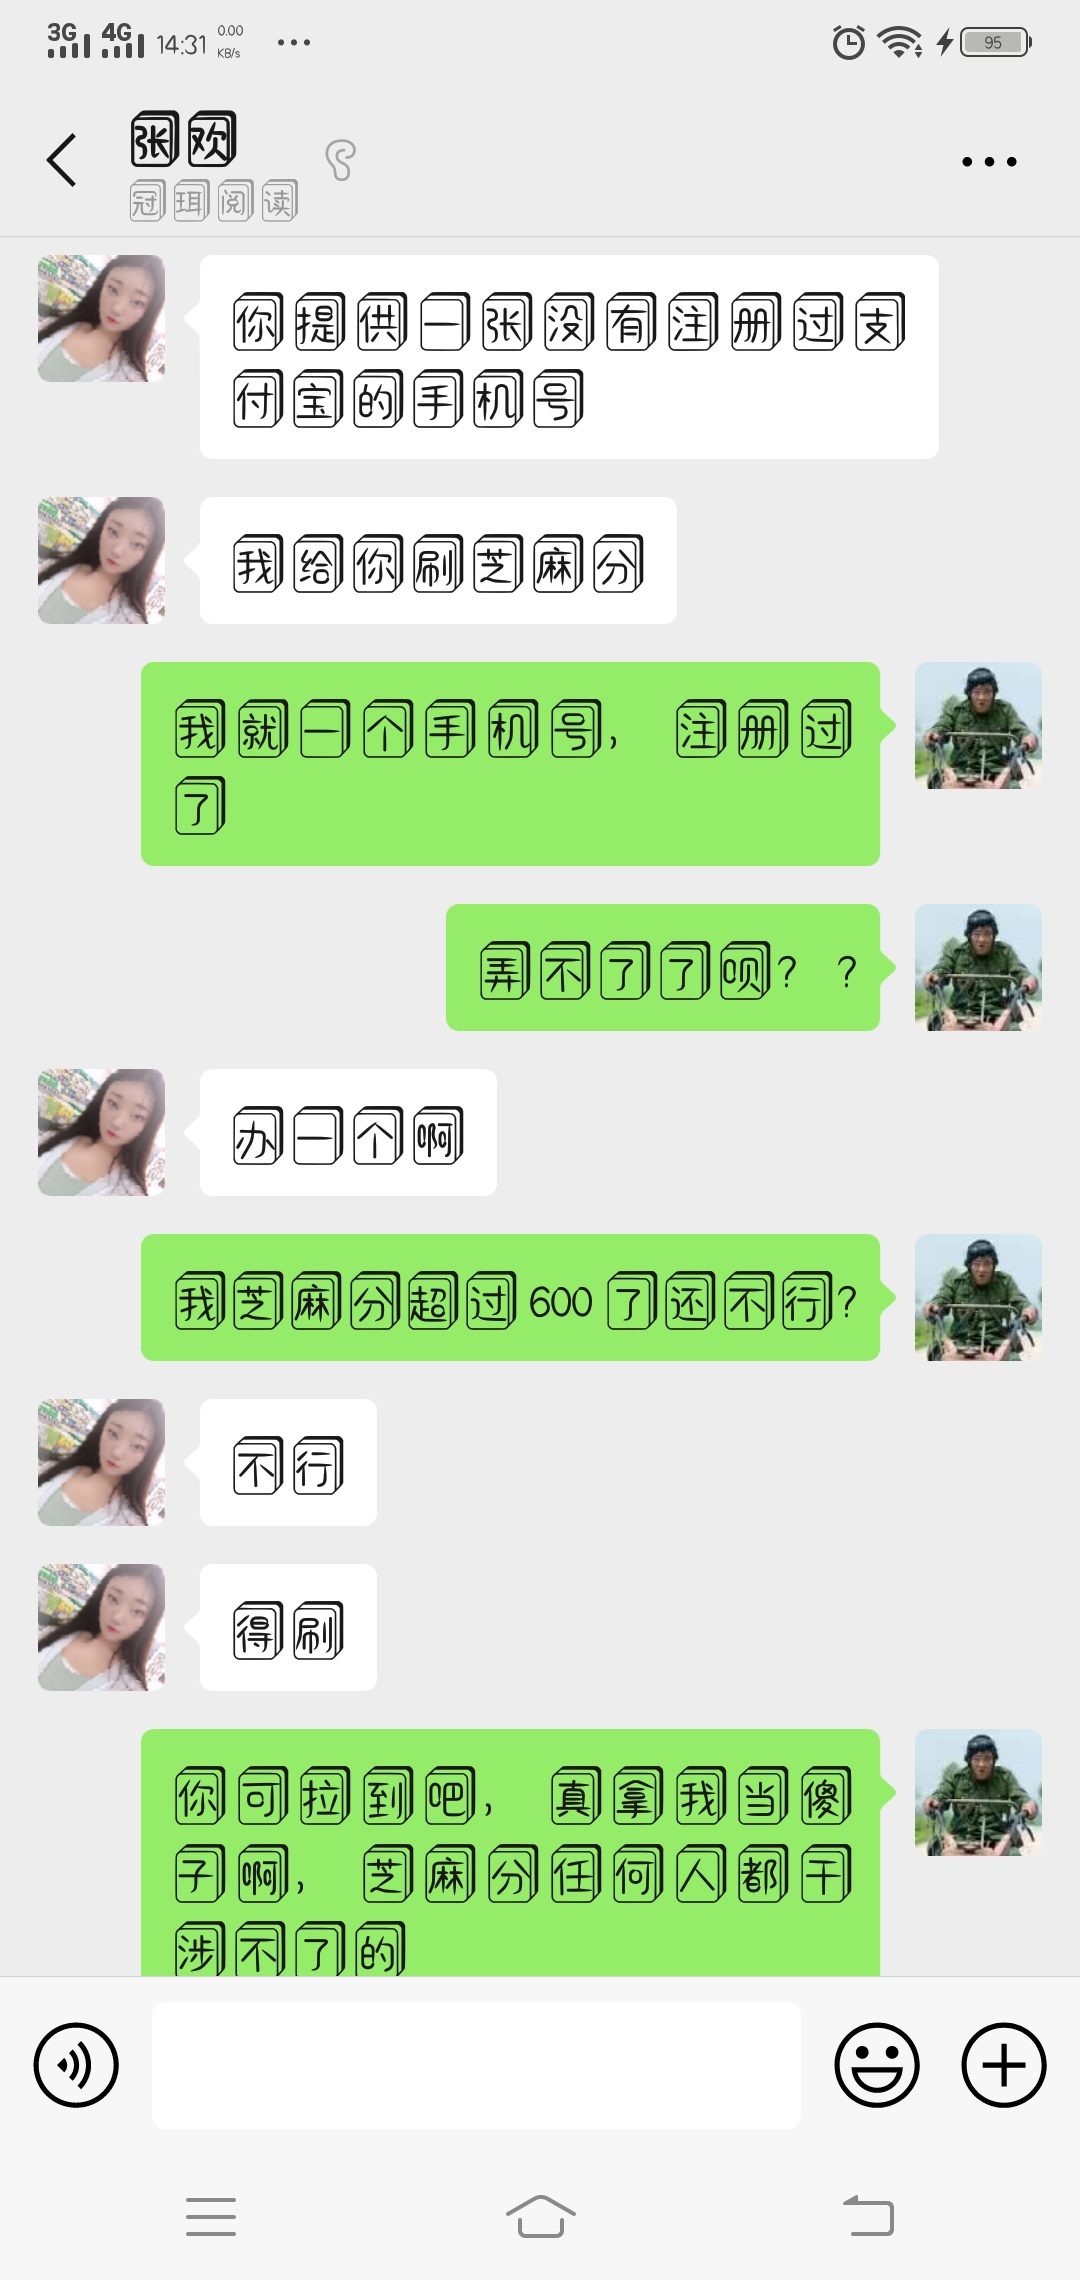 3G 4G 14:31 0.00 KB/s 95
张欢
冠珥阅读
你提供一张没有注册过支
付宝的手机号
我给你刷芝麻分
我就一个手机号，注册过
了
弄不了了呗？？
办一个啊
我芝麻分超过600了还不行？
不行
得刷
你可拉到吧，真拿我当傻
子啊，芝麻分任何人都干
涉不了的